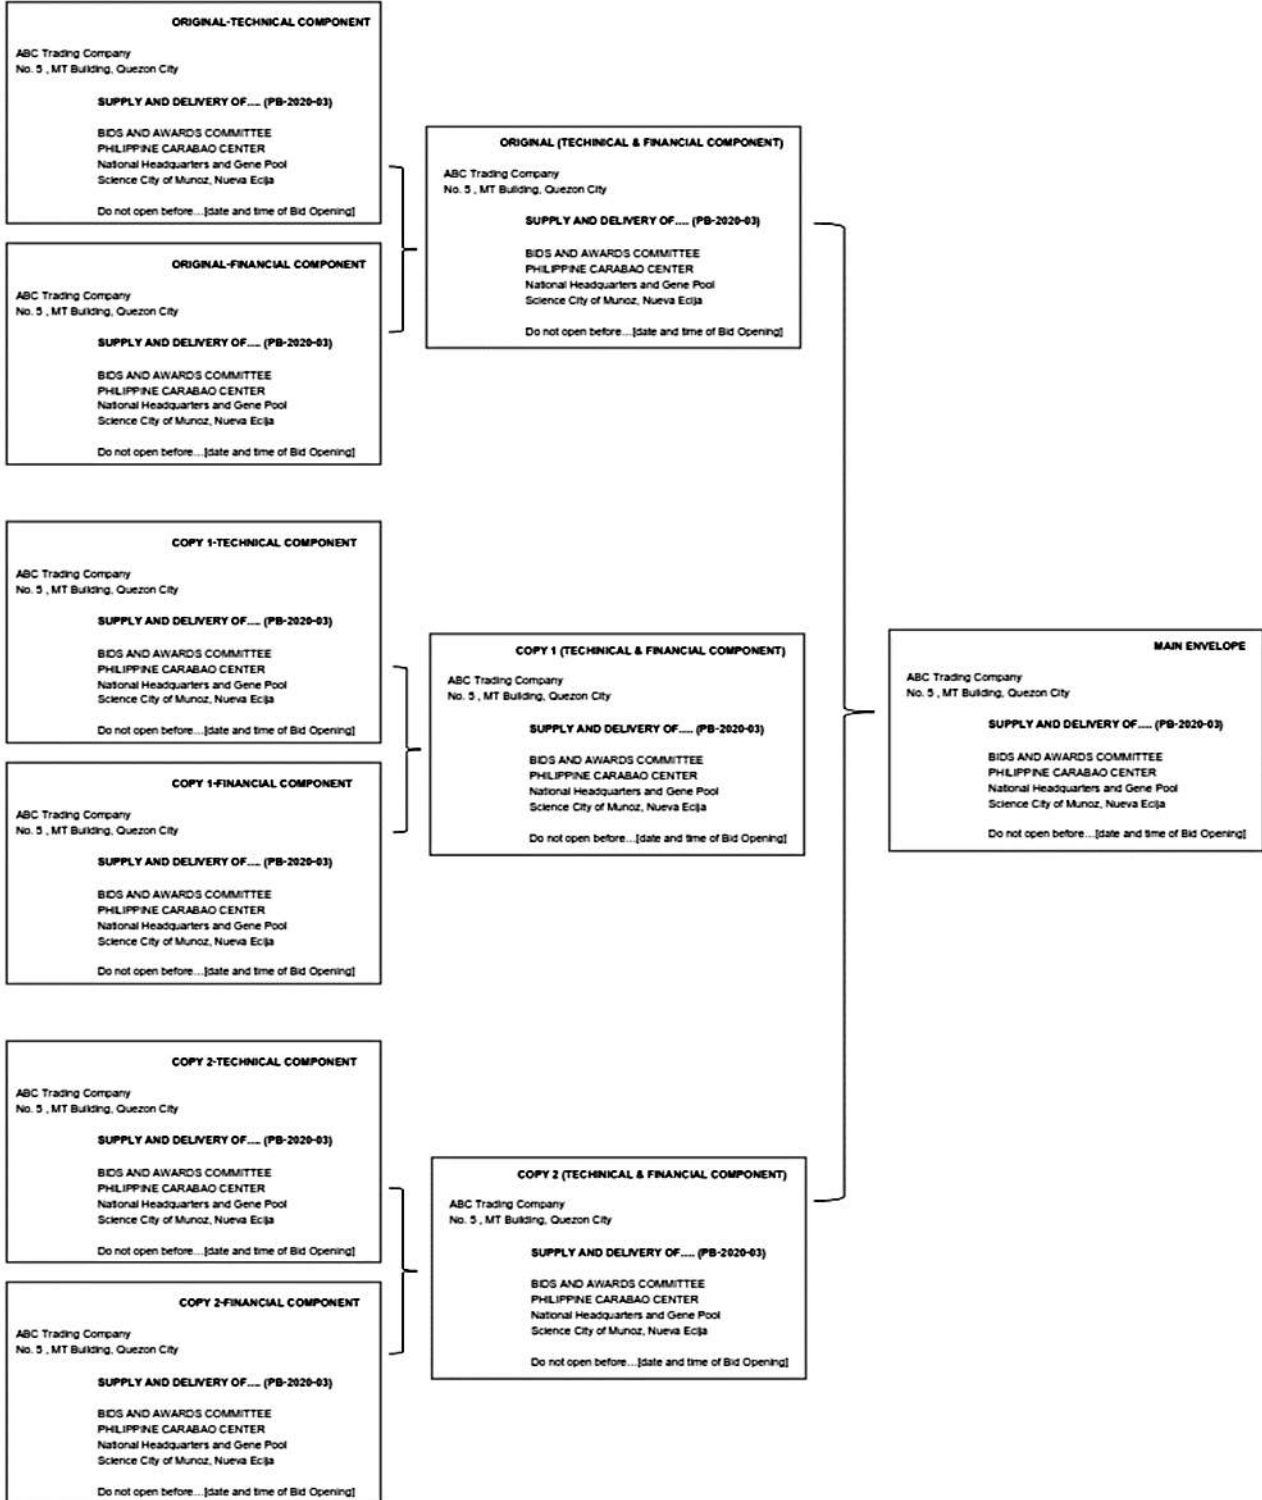 ORIGINAL-TECHNICAL COMPONENT
ABC Trading Company
No. 5 , MT Building, Quezon City
SUPPLY AND DELIVERY OF.... (PB-2020-03)
BIDS AND AWARDS COMMITTEE
PHILIPPINE CARABAO CENTER
National Headquarters and Gene Pool
Science City of Munoz, Nueva Ecija
Do not open before...[date and time of Bid Opening]
ORIGINAL-FINANCIAL COMPONENT
ABC Trading Company
No. 5 , MT Building, Quezon City
SUPPLY AND DELIVERY OF.... (PB-2020-03)
BIDS AND AWARDS COMMITTEE
PHILIPPINE CARABAO CENTER
National Headquarters and Gene Pool
Science City of Munoz, Nueva Ecija
Do not open before...[date and time of Bid Opening]
ORIGINAL (TECHINICAL & FINANCIAL COMPONENT)
ABC Trading Company
No. 5 , MT Building, Quezon City
SUPPLY AND DELIVERY OF.... (PB-2020-03)
BIDS AND AWARDS COMMITTEE
PHILIPPINE CARABAO CENTER
National Headquarters and Gene Pool
Science City of Munoz, Nueva Ecija
Do not open before...[date and time of Bid Opening]
COPY 1-TECHNICAL COMPONENT
ABC Trading Company
No. 5 , MT Building, Quezon City
SUPPLY AND DELIVERY OF.... (PB-2020-03)
BIDS AND AWARDS COMMITTEE
PHILIPPINE CARABAO CENTER
National Headquarters and Gene Pool
Science City of Munoz, Nueva Ecija
Do not open before...[date and time of Bid Opening]
COPY 1-FINANCIAL COMPONENT
ABC Trading Company
No. 5 , MT Building, Quezon City
SUPPLY AND DELIVERY OF.... (PB-2020-03)
BIDS AND AWARDS COMMITTEE
PHILIPPINE CARABAO CENTER
National Headquarters and Gene Pool
Science City of Munoz, Nueva Ecija
Do not open before...[date and time of Bid Opening]
COPY 1 (TECHINICAL & FINANCIAL COMPONENT)
ABC Trading Company
No. 5 , MT Building, Quezon City
SUPPLY AND DELIVERY OF.... (PB-2020-03)
BIDS AND AWARDS COMMITTEE
PHILIPPINE CARABAO CENTER
National Headquarters and Gene Pool
Science City of Munoz, Nueva Ecija
Do not open before...[date and time of Bid Opening]
MAIN ENVELOPE
ABC Trading Company
No. 5 , MT Building, Quezon City
SUPPLY AND DELIVERY OF.... (PB-2020-03)
BIDS AND AWARDS COMMITTEE
PHILIPPINE CARABAO CENTER
National Headquarters and Gene Pool
Science City of Munoz, Nueva Ecija
Do not open before...[date and time of Bid Opening]
COPY 2-TECHNICAL COMPONENT
ABC Trading Company
No. 5 , MT Building, Quezon City
SUPPLY AND DELIVERY OF.... (PB-2020-03)
BIDS AND AWARDS COMMITTEE
PHILIPPINE CARABAO CENTER
National Headquarters and Gene Pool
Science City of Munoz, Nueva Ecija
Do not open before...[date and time of Bid Opening]
COPY 2-FINANCIAL COMPONENT
ABC Trading Company
No. 5 , MT Building, Quezon City
SUPPLY AND DELIVERY OF.... (PB-2020-03)
BIDS AND AWARDS COMMITTEE
PHILIPPINE CARABAO CENTER
National Headquarters and Gene Pool
Science City of Munoz, Nueva Ecija
Do not open before...[date and time of Bid Opening]
COPY 2 (TECHINICAL & FINANCIAL COMPONENT)
ABC Trading Company
No. 5 , MT Building, Quezon City
SUPPLY AND DELIVERY OF.... (PB-2020-03)
BIDS AND AWARDS COMMITTEE
PHILIPPINE CARABAO CENTER
National Headquarters and Gene Pool
Science City of Munoz, Nueva Ecija
Do not open before...[date and time of Bid Opening]